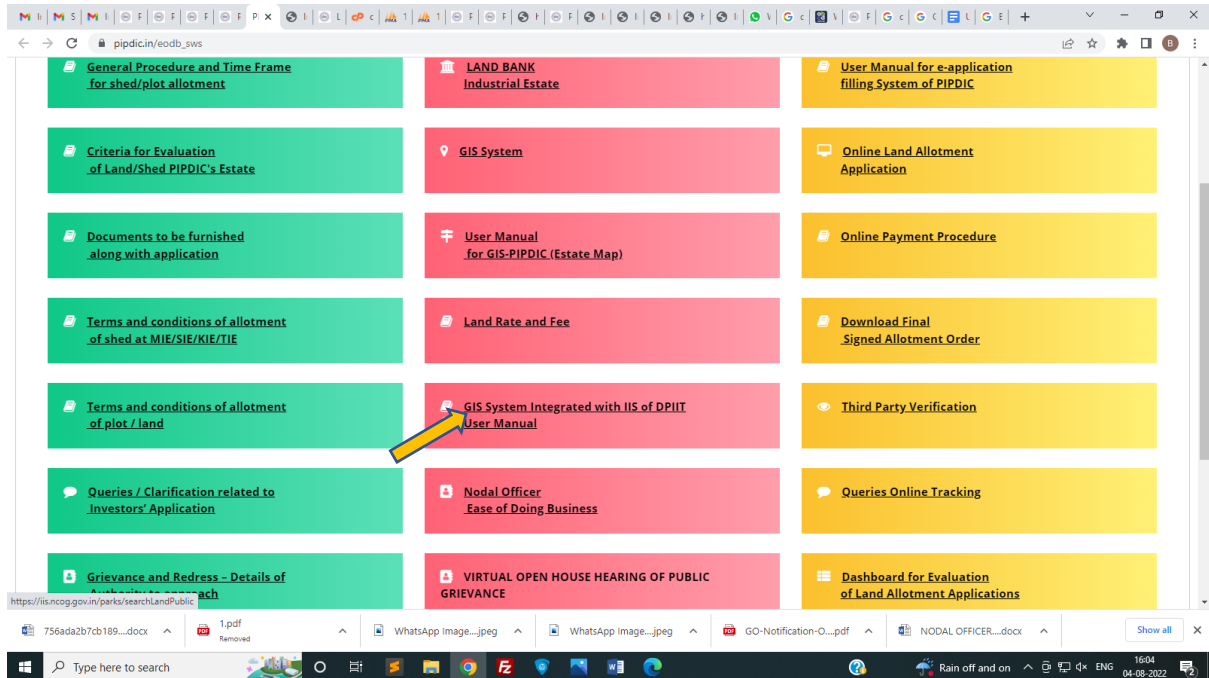 pipdic.in/eodb_sws
General Procedure and Time Frame
for shed/plot allotment
LAND BANK
Industrial Estate
User Manual for e-application
filling System of PIPDIC
Criteria for Evaluation
of Land/Shed PIPDIC's Estate
GIS System
Online Land Allotment
Application
Documents to be furnished
along with application
User Manual
for GIS-PIPDIC (Estate Map)
Online Payment Procedure
Terms and conditions of allotment
of shed at MIE/SIE/KIE/TIE
Land Rate and Fee
Download Final
Signed Allotment Order
Terms and conditions of allotment
of plot / land
GIS System Integrated with IIS of DPIIT
User Manual
Third Party Verification
Queries / Clarification related to
Investors' Application
Nodal Officer
Ease of Doing Business
Queries Online Tracking
Grievance and Redress – Details of
Authority to approach
VIRTUAL OPEN HOUSE HEARING OF PUBLIC
GRIEVANCE
Dashboard for Evaluation
of Land Allotment Applications
https://iis.ncog.gov.in/parks/searchLandPublic
756ada2b7cb189....docx
1.pdf
Removed
WhatsApp Image....jpeg
WhatsApp Image....jpeg
GO-Notification-O....pdf
NODAL OFFICER....docx
Show all
Type here to search
Rain off and on
ENG
16:04
04-08-2022